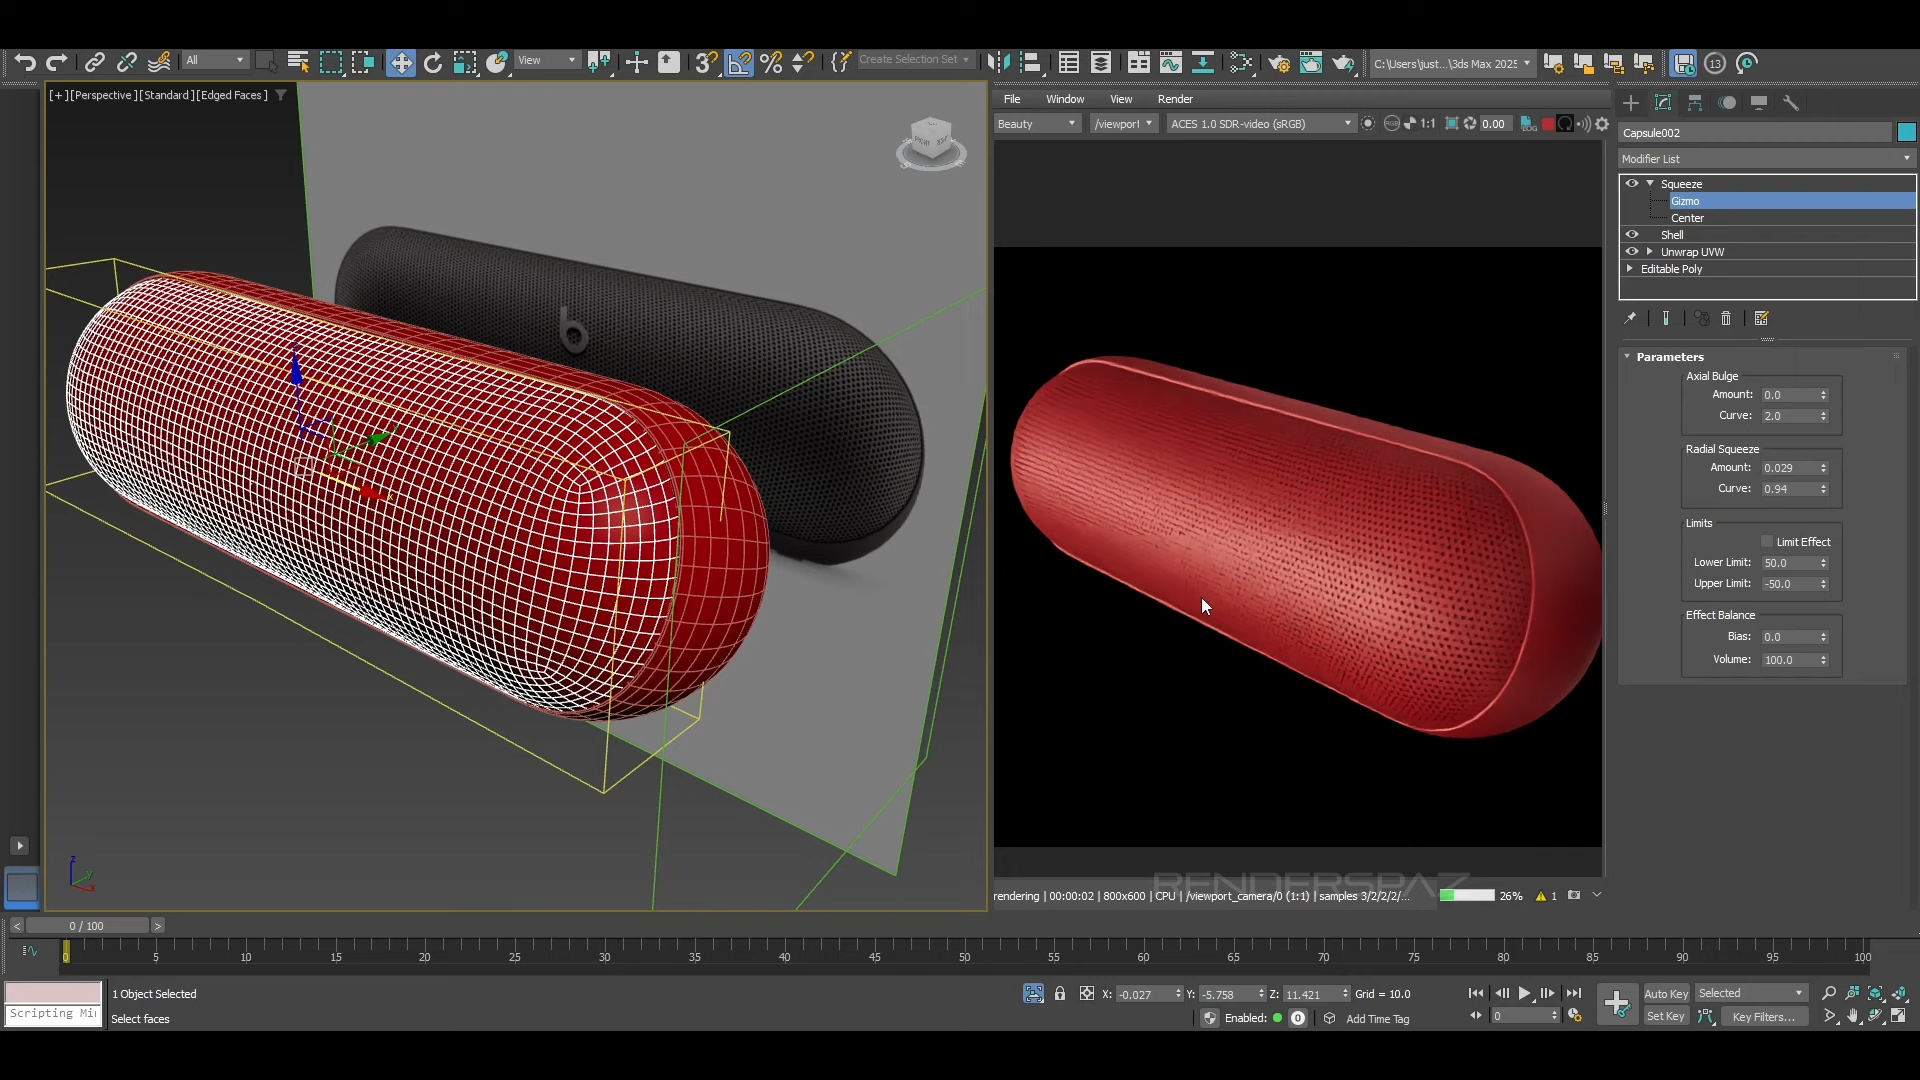 All
View
Create Selection Set
C:\Users\just...\3ds Max 2025
13
[+][Perspective][Standard][Edged Faces]
File Window View Render
Beauty
/viewport
ACES 1.0 SDR-video (sRGB)
1:1
0.00
Capsule002
Modifier List
Squeeze
Gizmo
Center
Shell
Unwrap UVW
Editable Poly
Parameters
Axial Bulge
Amount: 0.0
Curve: 2.0
Radial Squeeze
Amount: 0.029
Curve: 0.94
Limits
Limit Effect
Lower Limit: 50.0
Upper Limit: -50.0
Effect Balance
Bias: 0.0
Volume: 100.0
RENDERSPAZ
rendering | 00:00:02 | 800x600 | CPU | /viewport_camera/0 (1:1) | samples 3/2/2/2/... 26% 1
< 0 / 100 >
0 5 10 15 20 25 30 35 40 45 50 55 60 65 70 75 80 85 90 95 100
1 Object Selected
X: -0.027 Y: -5.758 Z: 11.421 Grid = 10.0
Auto Key Selected
Scripting Mi
Select faces
Enabled: 0 Add Time Tag
0
Set Key Key Filters...